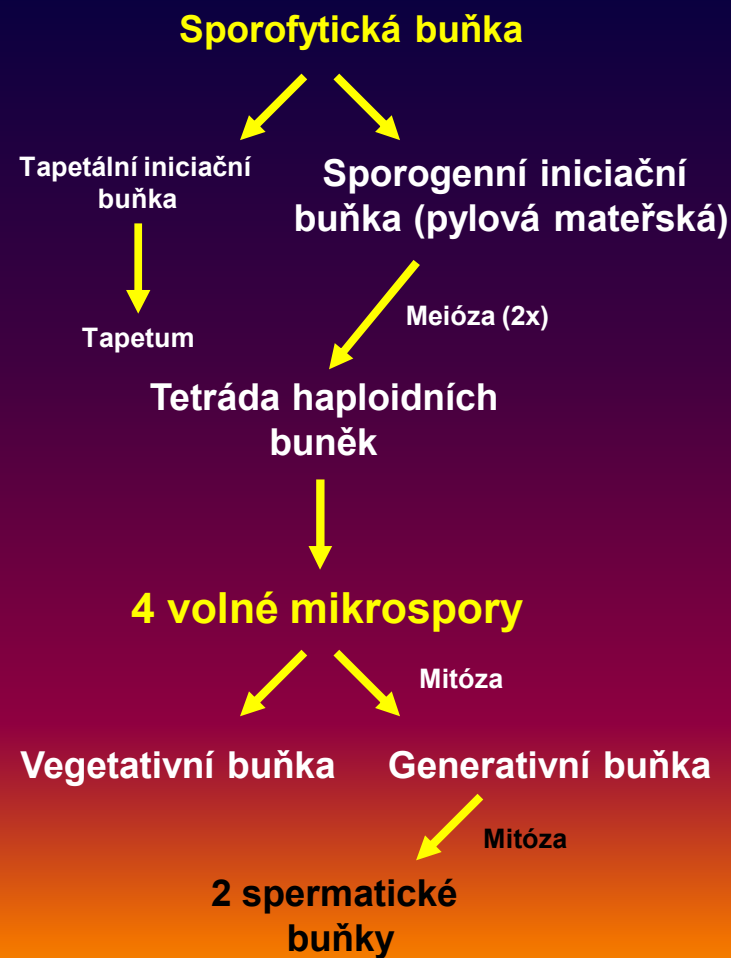 Sporofytická buňka
Tapetální iniciační
buňka
Sporogenní iniciační
buňka (pylová mateřská)
Meióza (2x)
Tapetum
Tetráda haploidních
buněk
4 volné mikrospory
Mitóza
Vegetativní buňka
Generativní buňka
Mitóza
2 spermatické
buňky